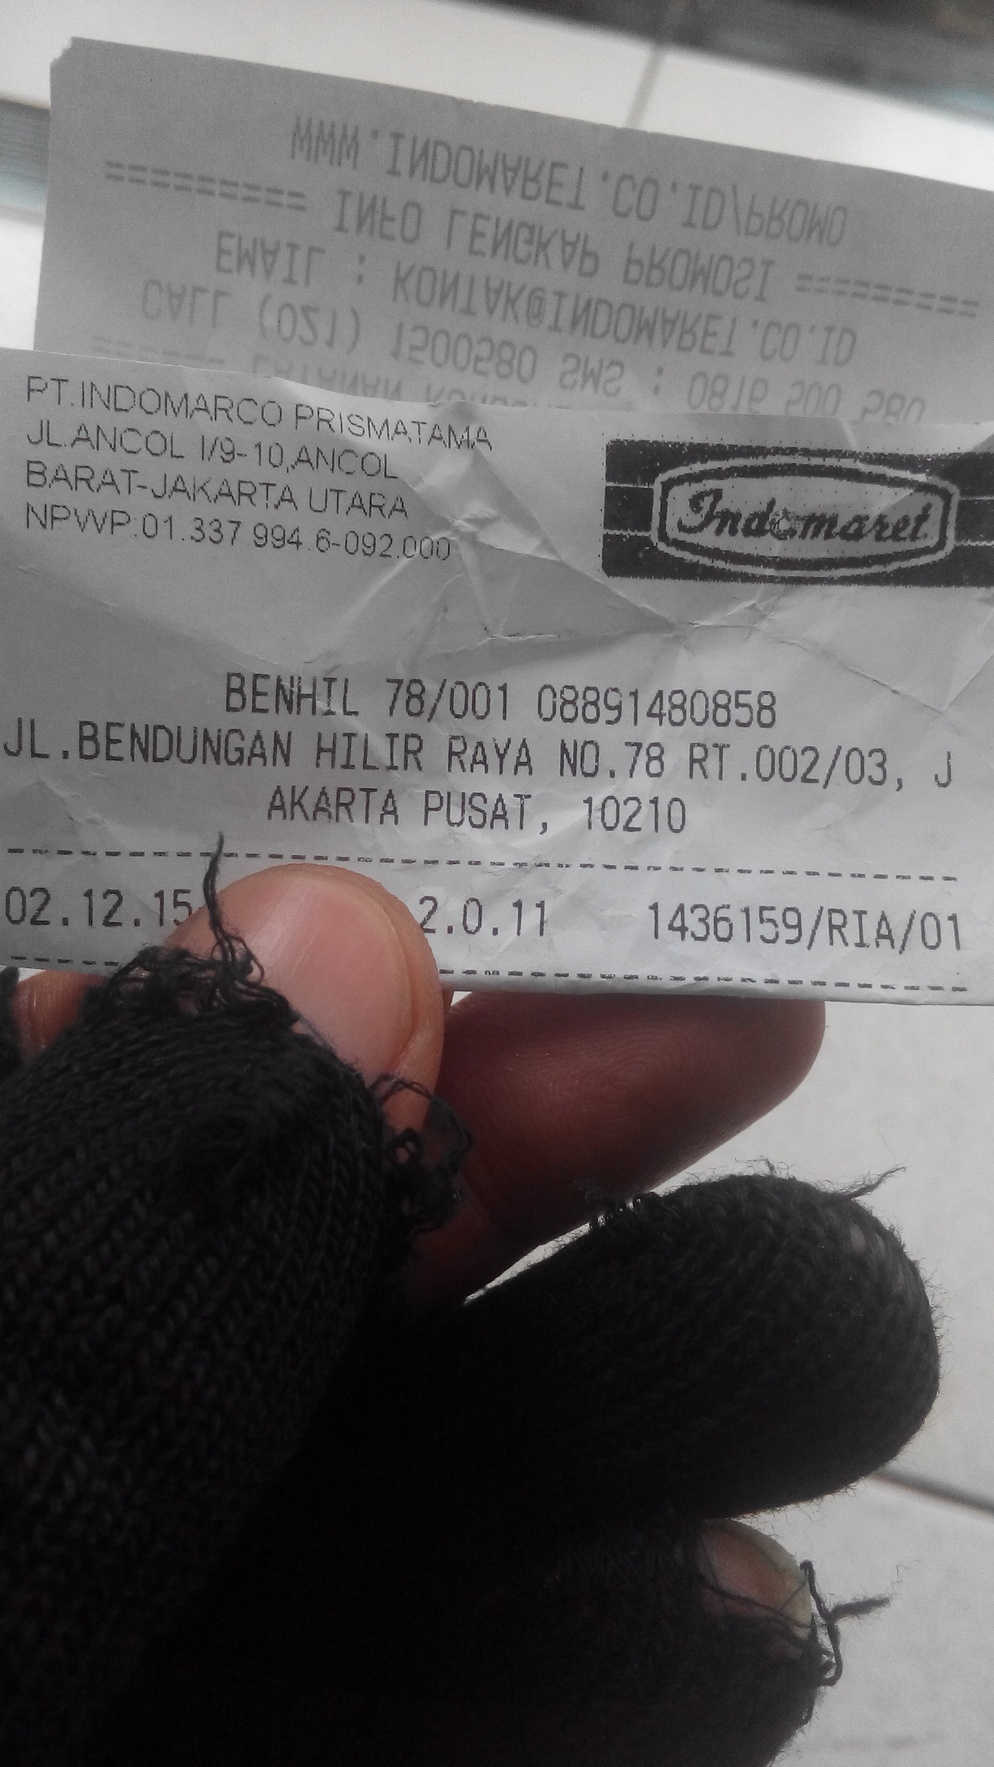 WWW.INDOMARET.CO.ID/PROMO
========= INFO LENGKAP PROMOSI =========
EMAIL : KONTAK@INDOMARET.CO.ID
CALL (021) 1500580 SMS : 0816 500 580
PT.INDOMARCO PRISMATAMA
JL.ANCOL I/9-10,ANCOL
BARAT-JAKARTA UTARA
NPWP:01.337 994.6-092.000
Indomaret
BENHIL 78/001 08891480858
JL.BENDUNGAN HILIR RAYA NO.78 RT.002/03, J
AKARTA PUSAT, 10210
02.12.15 2.0.11 1436159/RIA/01